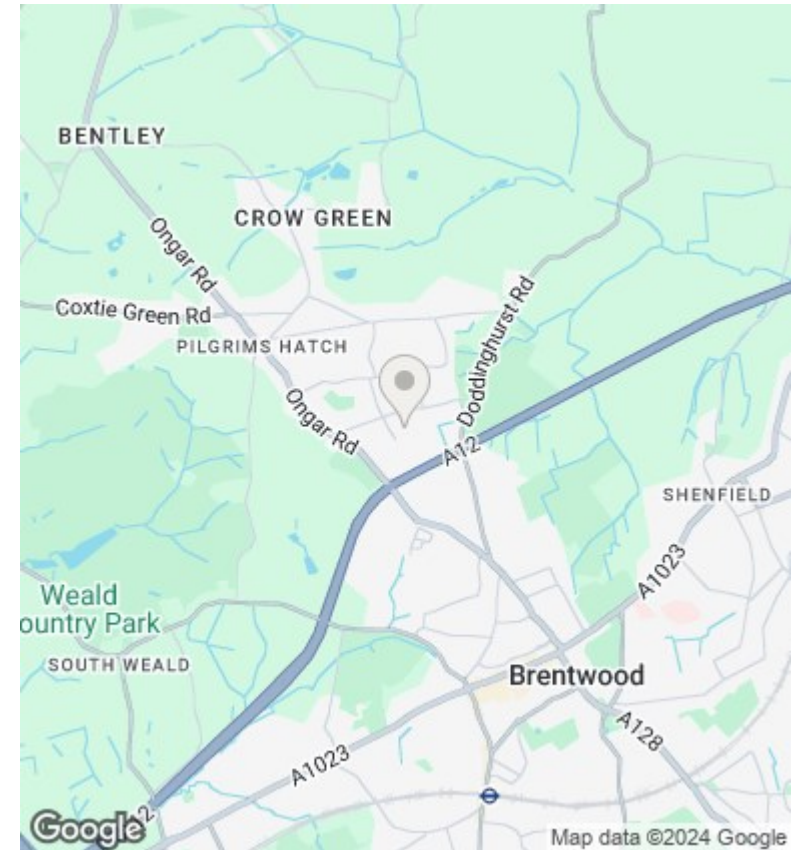 BENTLEY
CROW GREEN
Ongar Rd
Coxtie Green Rd
PILGRIMS HATCH
Doddinghurst Rd
Ongar Rd
A12
SHENFIELD
A1023
Weald
ountry Park
SOUTH WEALD
Brentwood
A128
A1023
2
Google
Map data ©2024 Google